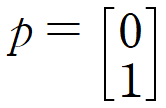 p = [0
1]